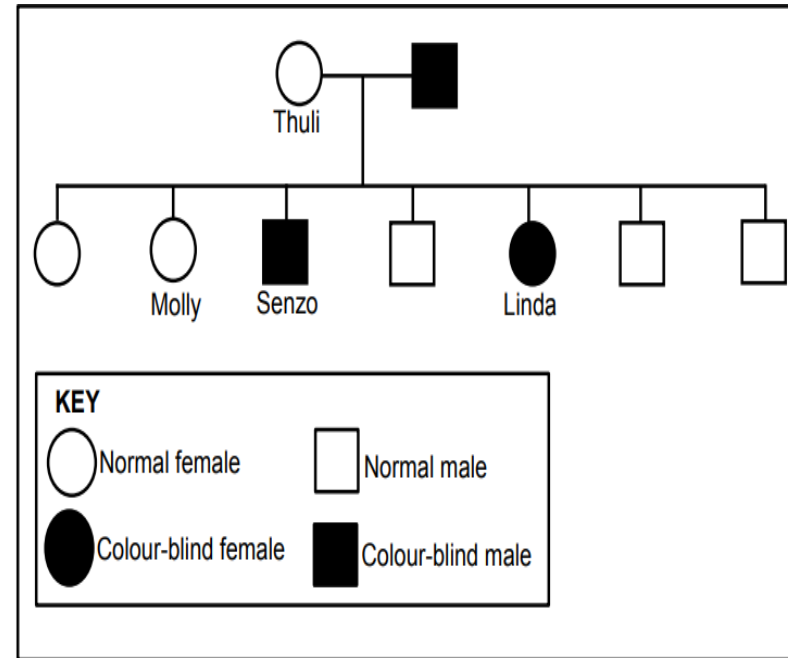 Thuli
Molly Senzo Linda
KEY
Normal female Normal male
Colour-blind female Colour-blind male